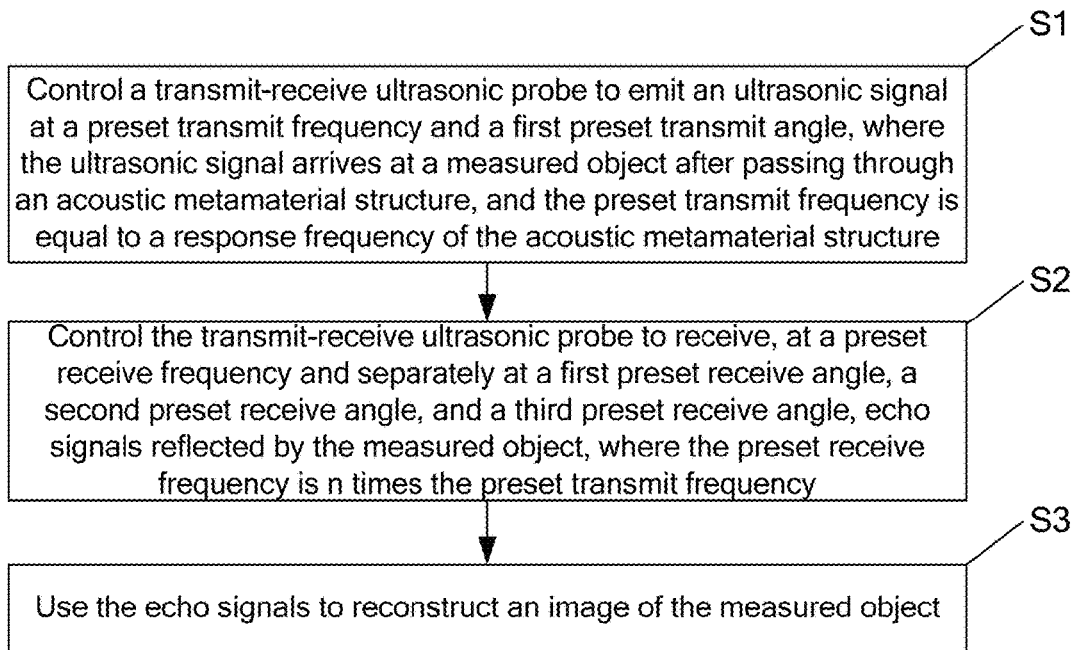 S1
Control a transmit-receive ultrasonic probe to emit an ultrasonic signal
at a preset transmit frequency and a first preset transmit angle, where
the ultrasonic signal arrives at a measured object after passing through
an acoustic metamaterial structure, and the preset transmit frequency is
equal to a response frequency of the acoustic metamaterial structure
S2
Control the transmit-receive ultrasonic probe to receive, at a preset
receive frequency and separately at a first preset receive angle, a
second preset receive angle, and a third preset receive angle, echo
signals reflected by the measured object, where the preset receive
frequency is n times the preset transmit frequency
S3
Use the echo signals to reconstruct an image of the measured object